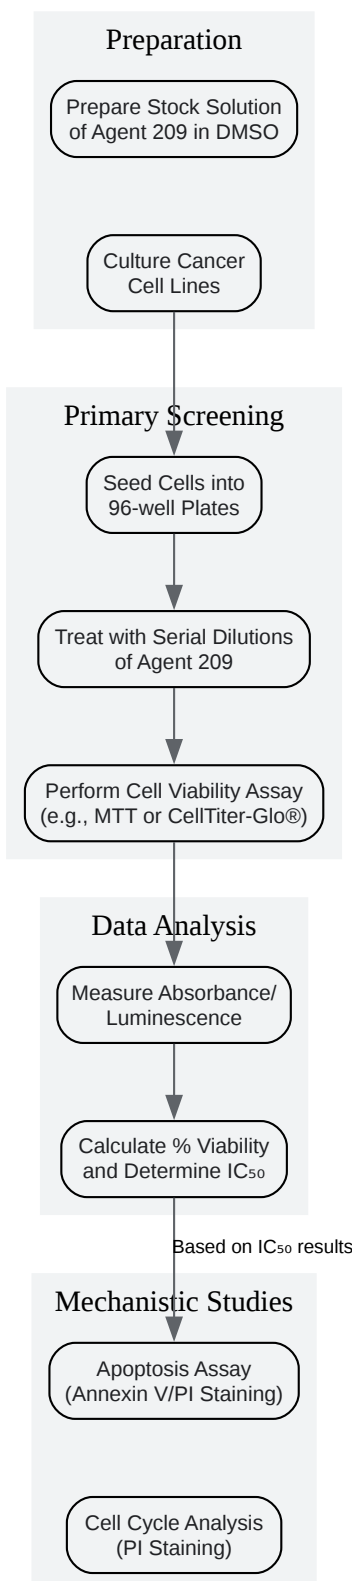 Preparation
Prepare Stock Solution
of Agent 209 in DMSO
Culture Cancer
Cell Lines
Primary Screening
Seed Cells into
96-well Plates
Treat with Serial Dilutions
of Agent 209
Perform Cell Viability Assay
(e.g., MTT or CellTiter-Glo®)
Data Analysis
Measure Absorbance/
Luminescence
Calculate % Viability
and Determine IC₅₀
Based on IC₅₀ results
Mechanistic Studies
Apoptosis Assay
(Annexin V/PI Staining)
Cell Cycle Analysis
(PI Staining)